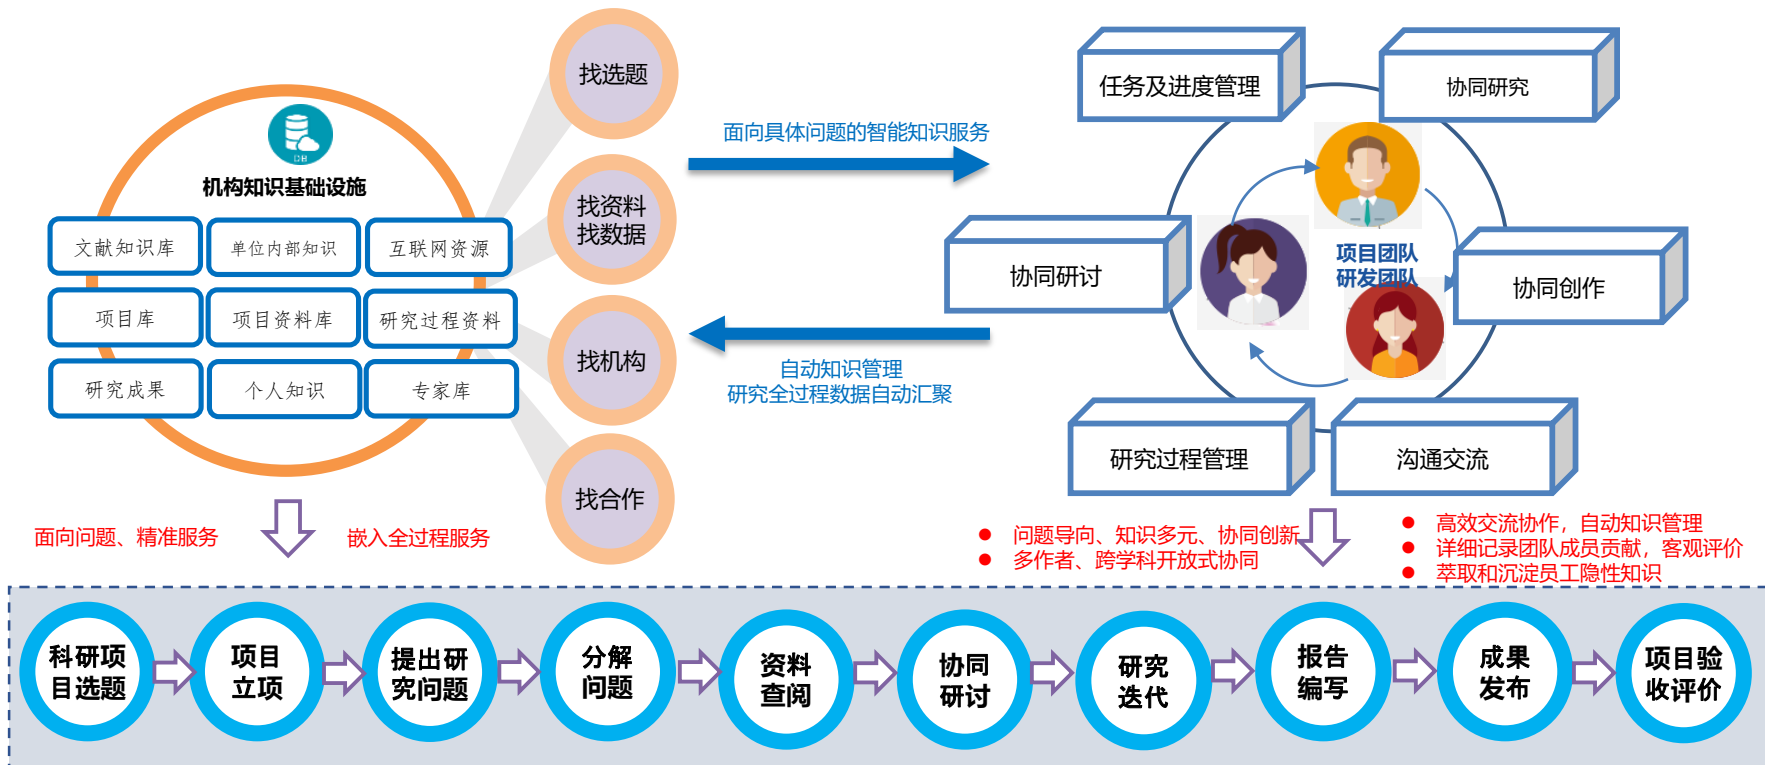 DB
机构知识基础设施
文献知识库
单位内部知识
互联网资源
项目库
项目资料库
研究过程资料
研究成果
个人知识
专家库
找选题
找资料
找数据
找机构
找合作
面向具体问题的智能知识服务
自动知识管理
研究全过程数据自动汇聚
任务及进度管理
协同研究
协同研讨
项目团队
研发团队
协同创作
研究过程管理
沟通交流
面向问题、精准服务
嵌入全过程服务
● 问题导向、知识多元、协同创新
● 多作者、跨学科开放式协同
● 高效交流协作，自动知识管理
● 详细记录团队成员贡献，客观评价
● 萃取和沉淀员工隐性知识
科研项
目选题
项目
立项
提出研
究问题
分解
问题
资料
查阅
协同
研讨
研究
迭代
报告
编写
成果
发布
项目验
收评价